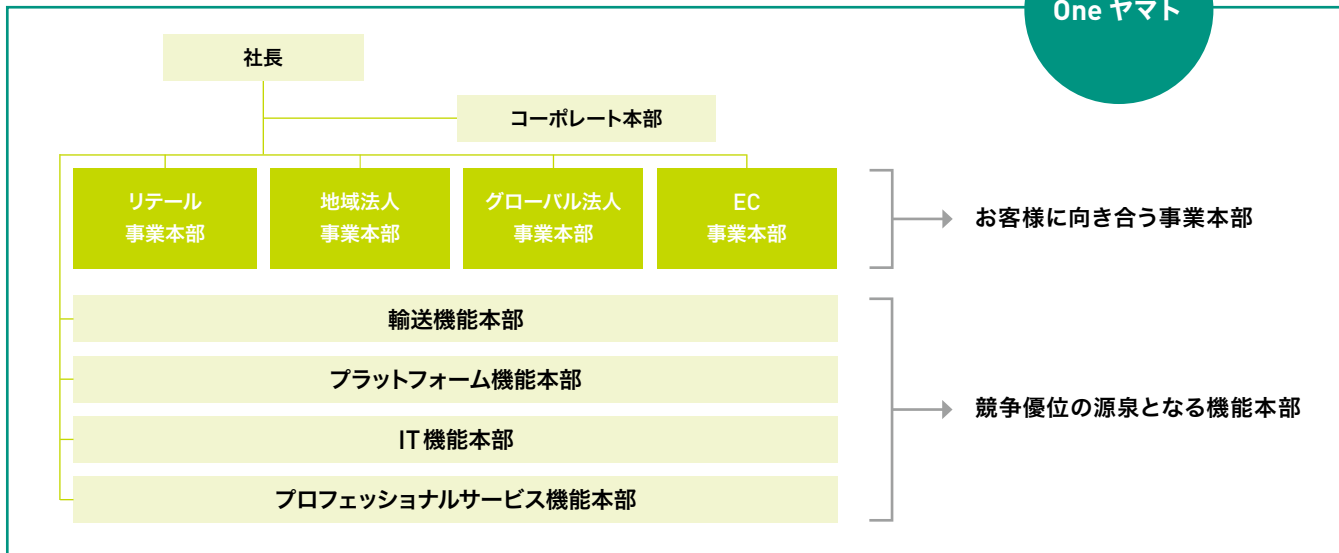 One ヤマト
社長
コーポレート本部
リテール
事業本部
地域法人
事業本部
グローバル法人
事業本部
EC
事業本部
お客様に向き合う事業本部
輸送機能本部
プラットフォーム機能本部
IT機能本部
プロフェッショナルサービス機能本部
競争優位の源泉となる機能本部